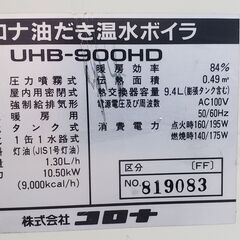 ロナ油だき温水ボイラ
UHB-900HD
圧力噴霧式
屋内用密閉式
強制給排気形
タンク式
1缶1水路式
灯油(JIS1号灯油)
1.30L/h
10.50kW
(9,000kcal/h)
暖房効率 84%
伝熱面積 0.49m²
熱交換器容量 9.4L(膨張タンク含む)
電源電圧及び周波数 AC100V
50/60Hz
消費電力 点火時160/195W
燃焼時140/175W
区分 〔FF〕
NO. 819083
株式会社 コロナ